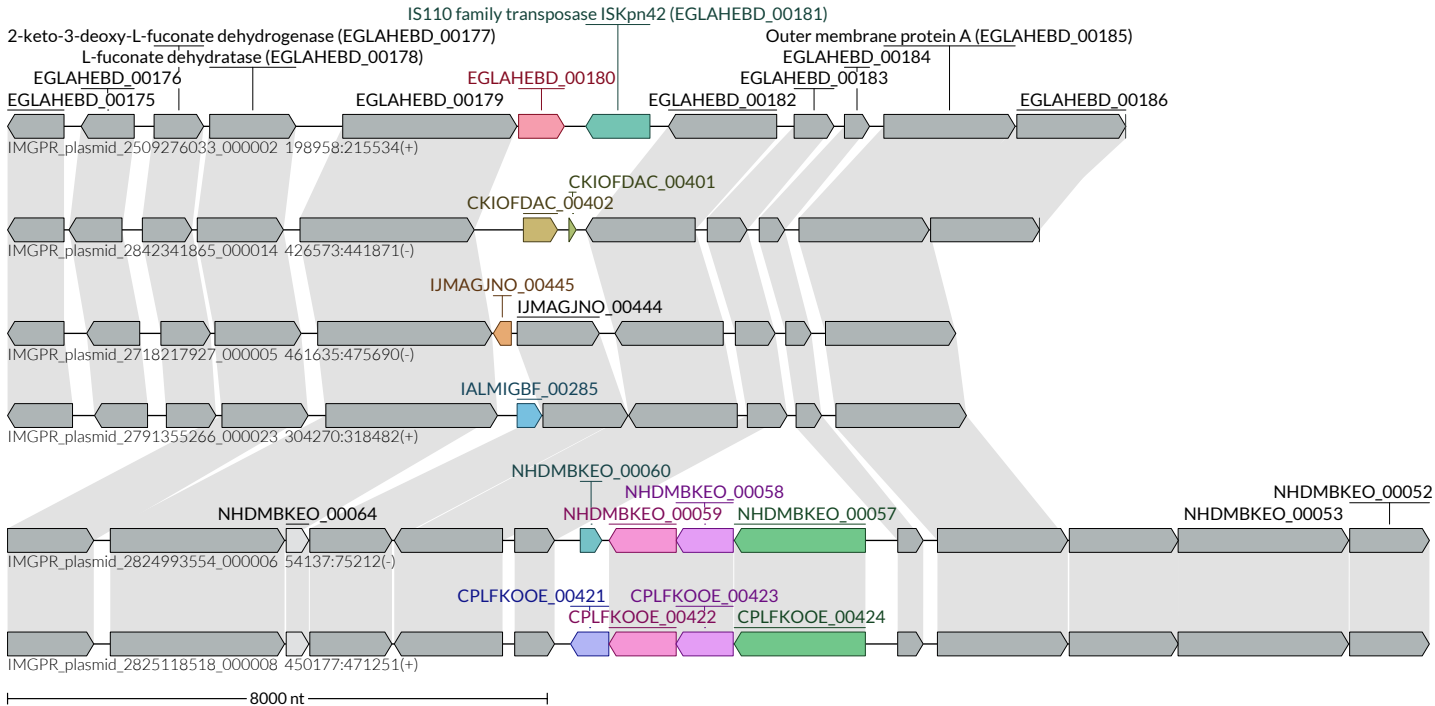 IS110 family transposase ISKpn42 (EGLAHEBD_00181)
2-keto-3-deoxy-L-fuconate dehydrogenase (EGLAHEBD_00177)
Outer membrane protein A (EGLAHEBD_00185)
L-fuconate dehydratase (EGLAHEBD_00178)
EGLAHEBD_00184
EGLAHEBD_00176
EGLAHEBD_00180
EGLAHEBD_00183
EGLAHEBD_00175
EGLAHEBD_00179
EGLAHEBD_00182
EGLAHEBD_00186
IMGPR_plasmid_2509276033_000002 198958:215534(+)
CKIOFDAC_00401
CKIOFDAC_00402
IMGPR_plasmid_2842341865_000014 426573:441871(-)
IJMAGJNO_00445
IJMAGJNO_00444
IMGPR_plasmid_2718217927_000005 461635:475690(-)
IALMIGBF_00285
IMGPR_plasmid_2791355266_000023 304270:318482(+)
NHDMBKEO_00060
NHDMBKEO_00058
NHDMBKEO_00052
NHDMBKEO_00064
NHDMBKEO_00059
NHDMBKEO_00057
NHDMBKEO_00053
IMGPR_plasmid_2824993554_000006 54137:75212(-)
CPLFKOOE_00421
CPLFKOOE_00423
CPLFKOOE_00422
CPLFKOOE_00424
IMGPR_plasmid_2825118518_000008 450177:471251(+)
8000 nt